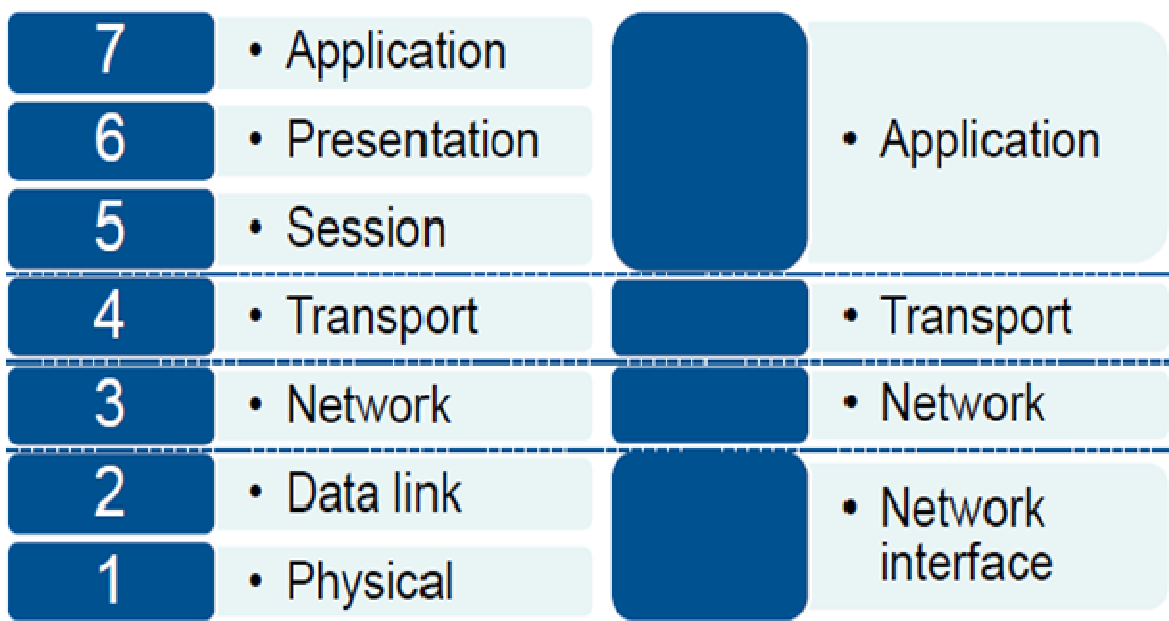 7 • Application
6 • Presentation
• Application
5 • Session
4 • Transport • Transport
3 • Network • Network
2 • Data link
• Network
interface
1 • Physical